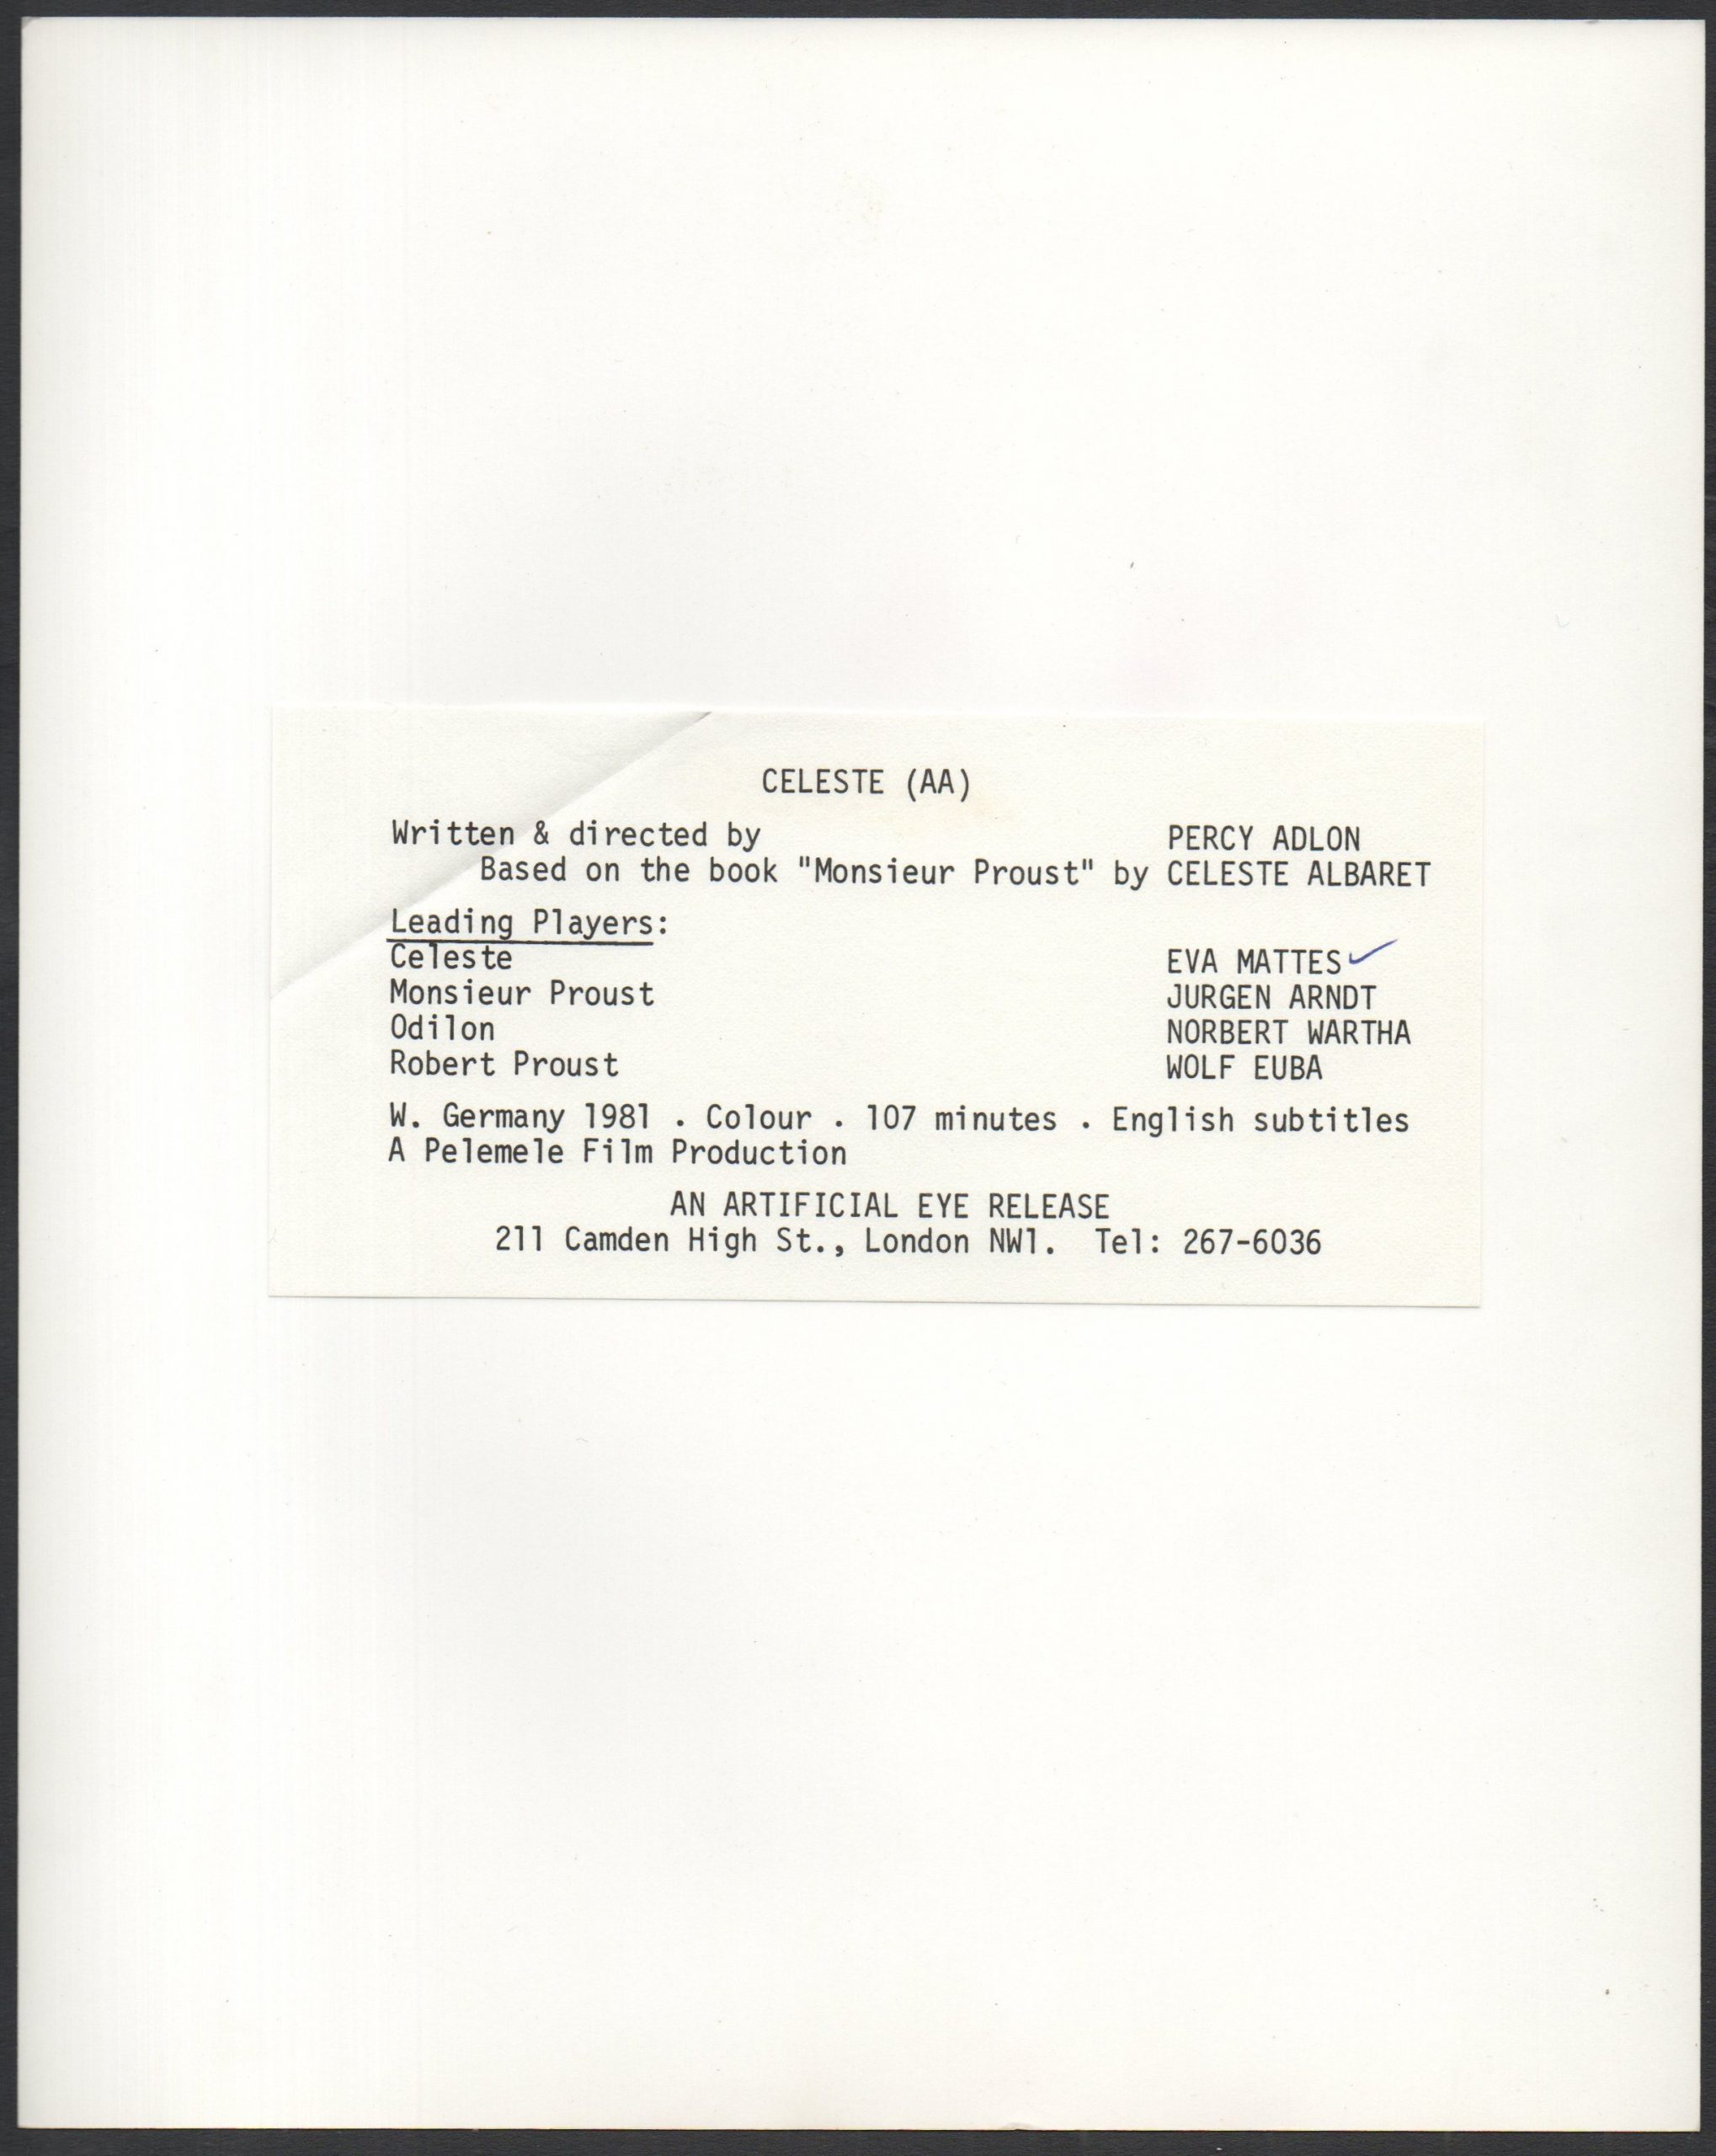 CELESTE (AA)
Written & directed by PERCY ADLON
Based on the book "Monsieur Proust" by CELESTE ALBARET
Leading Players:
Celeste EVA MATTES
Monsieur Proust JURGEN ARNDT
Odilon NORBERT WARTHA
Robert Proust WOLF EUBA
W. Germany 1981 . Colour . 107 minutes . English subtitles
A Pelemele Film Production
AN ARTIFICIAL EYE RELEASE
211 Camden High St., London NW1. Tel: 267-6036